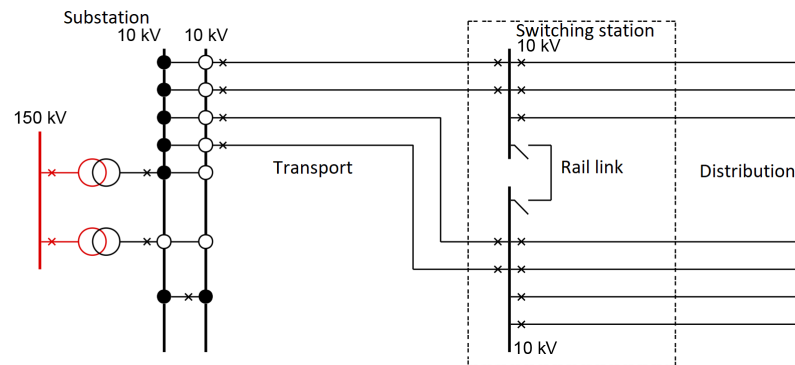 Substation
10 kV 10 kV
Switching station
10 kV
150 kV
Transport
Rail link
Distribution
10 kV